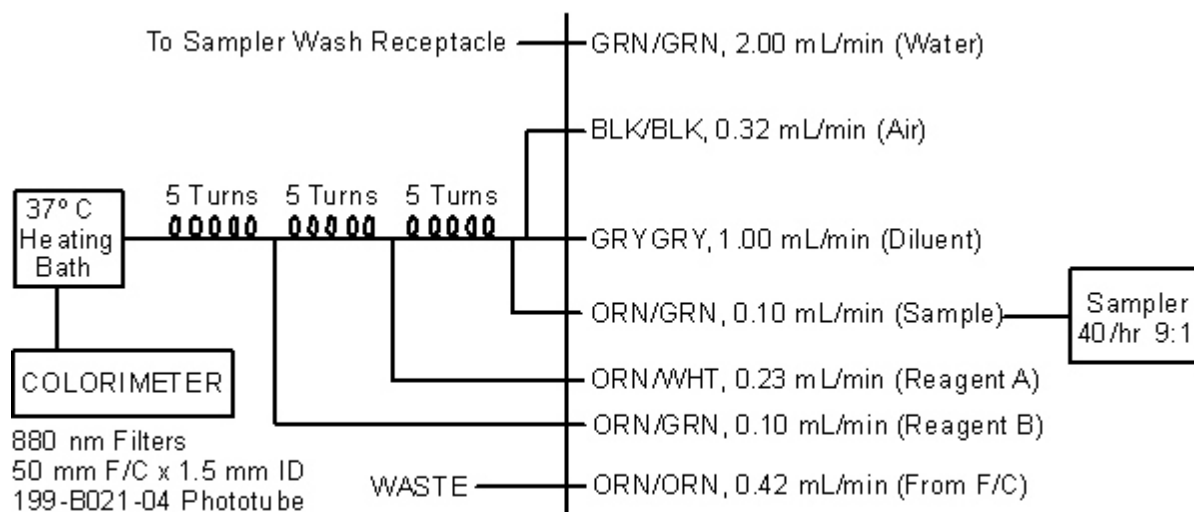 To Sampler Wash Receptacle
GRN/GRN, 2.00 mL/min (Water)
BLK/BLK, 0.32 mL/min (Air)
5 Turns 5 Turns 5 Turns
37º C
Heating
Bath
GRYGRY, 1.00 mL/min (Diluent)
ORN/GRN, 0.10 mL/min (Sample)
Sampler
40/hr 9:1
COLORIMETER
ORN/WHT, 0.23 mL/min (Reagent A)
ORN/GRN, 0.10 mL/min (Reagent B)
880 nm Filters
50 mm F/C x 1.5 mm ID
199-B021-04 Phototube
WASTE
ORN/ORN, 0.42 mL/min (From F/C)